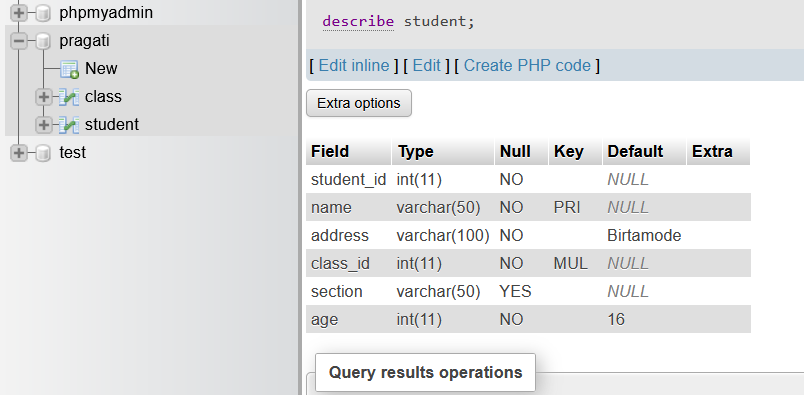 phpmyadmin
pragati
New
class
student
test
describe student;
[ Edit inline ] [ Edit ] [ Create PHP code ]
Extra options
Field Type Null Key Default Extra
student_id int(11) NO NULL
name varchar(50) NO PRI NULL
address varchar(100) NO Birtamode
class_id int(11) NO MUL NULL
section varchar(50) YES NULL
age int(11) NO 16
Query results operations